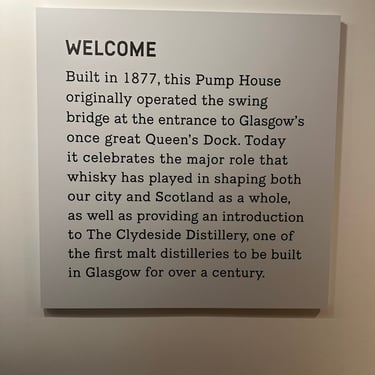 WELCOME
Built in 1877, this Pump House
originally operated the swing
bridge at the entrance to Glasgow's
once great Queen's Dock. Today
it celebrates the major role that
whisky has played in shaping both
our city and Scotland as a whole,
as well as providing an introduction
to The Clydeside Distillery, one of
the first malt distilleries to be built
in Glasgow for over a century.